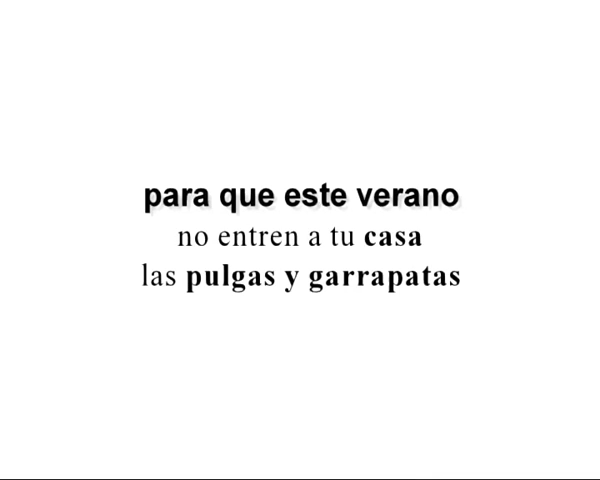 para que este verano
no entren a tu casa
las pulgas y garrapatas